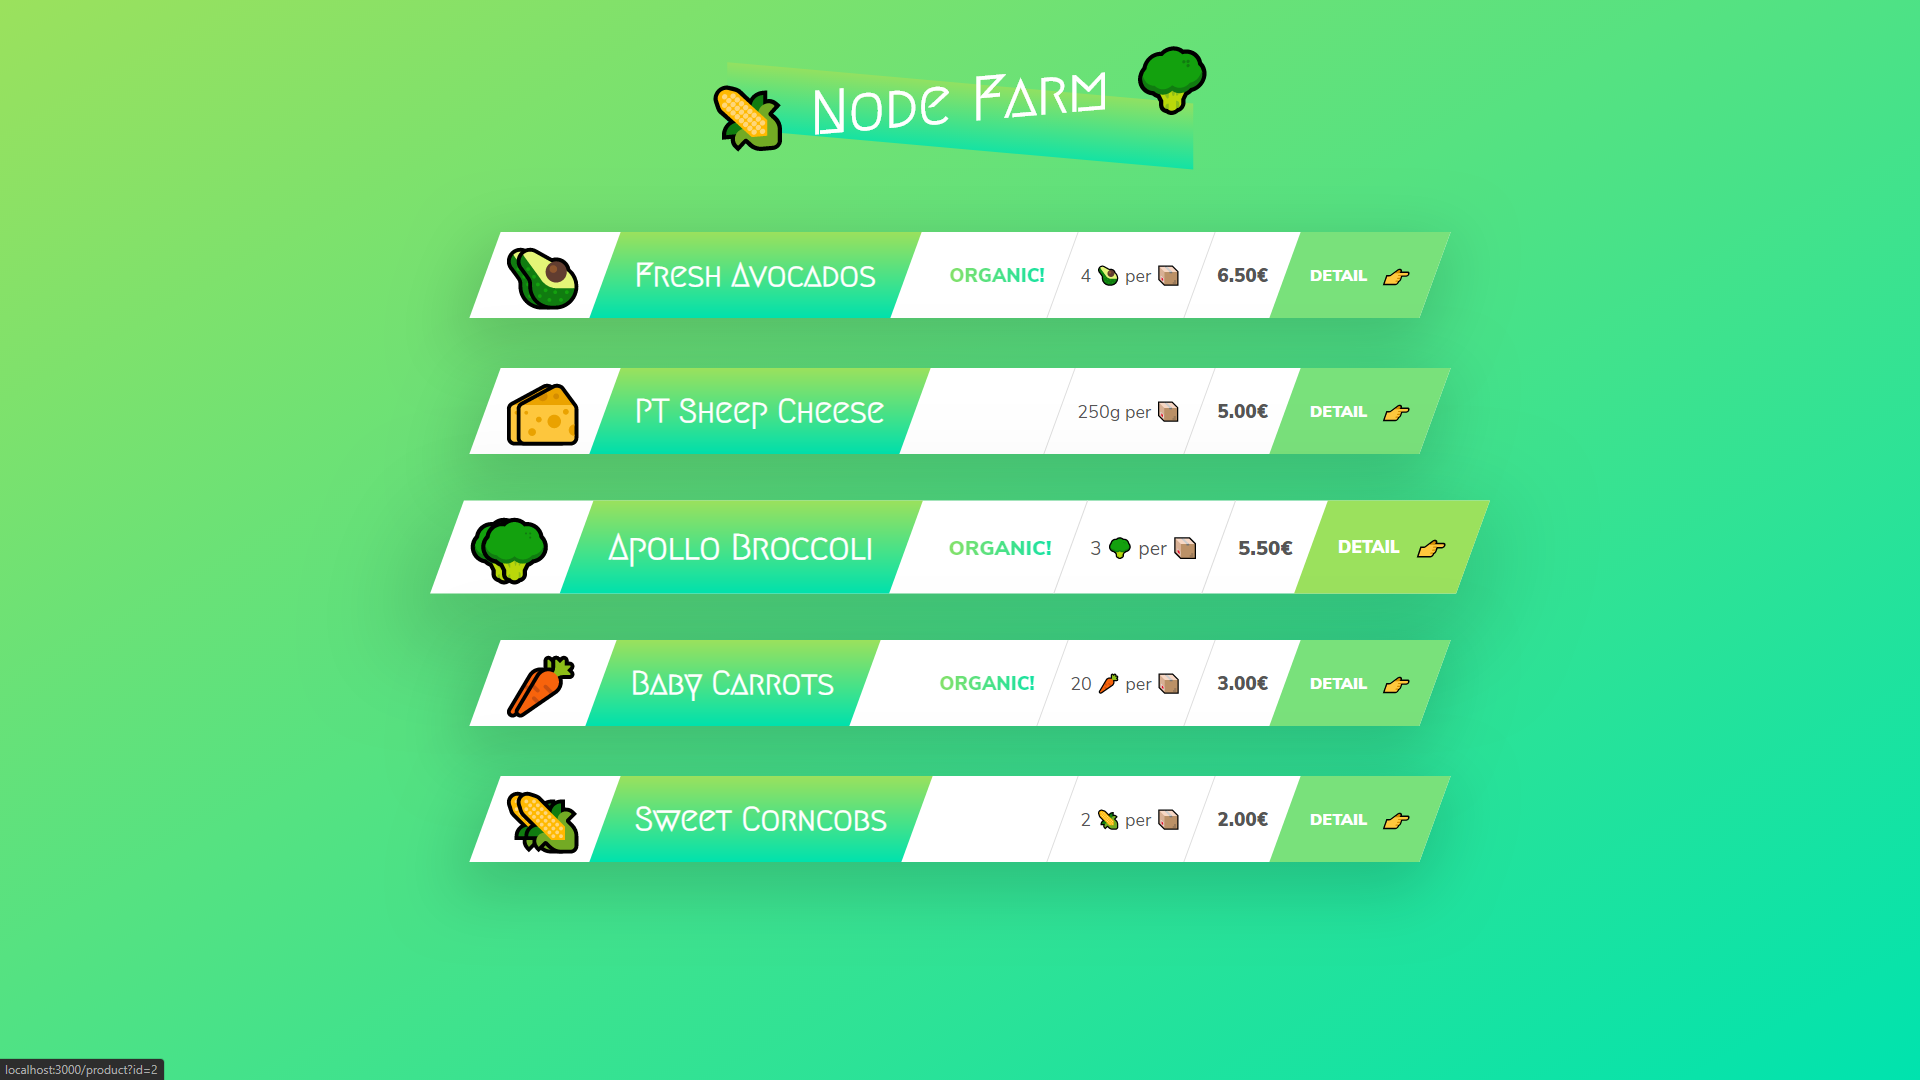 Node Farm
Fresh Avocados ORGANIC! 4 🥑 per 📦 6.50€ DETAIL 👉
PT Sheep Cheese 250g per 📦 5.00€ DETAIL 👉
Apollo Broccoli ORGANIC! 3 🥦 per 📦 5.50€ DETAIL 👉
Baby Carrots ORGANIC! 20 🥕 per 📦 3.00€ DETAIL 👉
Sweet Corncobs 2 🌽 per 📦 2.00€ DETAIL 👉
localhost:3000/product?id=2